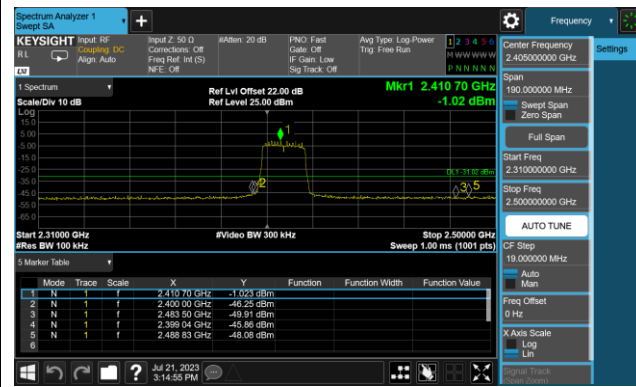 Spectrum Analyzer 1
Swept SA
Frequency
KEYSIGHT
RL
Input: RF
Coupling: DC
Align: Auto
Input Z: 50 Ω
Corrections: Off
Freq Ref: Int (S)
NFE: Off
#Atten: 20 dB
PNO: Fast
Gate: Off
IF Gain: Low
Sig Track: Off
Avg Type: Log-Power
Trig: Free Run
1 2 3 4 5 6
M W W W W W
P N N N N N
Center Frequency
2.405000000 GHz
Settings
Span
190.000000 MHz
Swept Span
Zero Span
Full Span
Start Freq
2.310000000 GHz
Stop Freq
2.500000000 GHz
AUTO TUNE
CF Step
19.000000 MHz
Auto
Man
Freq Offset
0 Hz
X Axis Scale
Log
Lin
Signal Track
(Span Zoom)
1 Spectrum
Scale/Div 10 dB
Ref Lvl Offset 22.00 dB
Ref Level 25.00 dBm
Mkr1 2.410 70 GHz
-1.02 dBm
Log
15.0
5.00
-5.00
-15.0
-25.0
-35.0
-45.0
-55.0
-65.0
1
DL1 -31.02 dBm
2
3
5
Start 2.31000 GHz
#Res BW 100 kHz
#Video BW 300 kHz
Stop 2.50000 GHz
Sweep 1.00 ms (1001 pts)
5 Marker Table
Mode Trace Scale X Y Function Function Width Function Value
1 N 1 f 2.410 70 GHz -1.023 dBm
2 N 1 f 2.400 00 GHz -46.25 dBm
3 N 1 f 2.483 50 GHz -49.91 dBm
4 N 1 f 2.399 04 GHz -45.86 dBm
5 N 1 f 2.488 83 GHz -48.08 dBm
6
?
Jul 21, 2023
3:14:55 PM